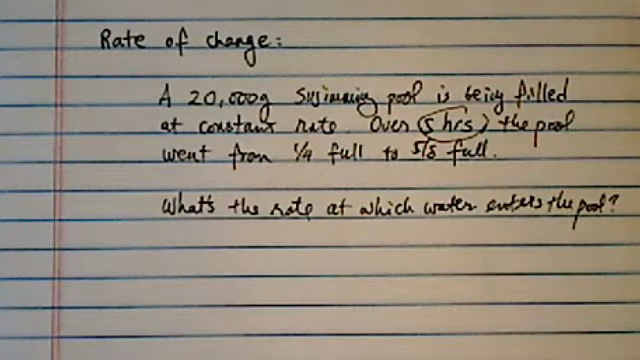 Rate of change:
A 20,000g swimming pool is being filled
at constant rate. Over (5 hrs) the pool
went from 1/4 full to 5/8 full.
What's the rate at which water enters the pool?